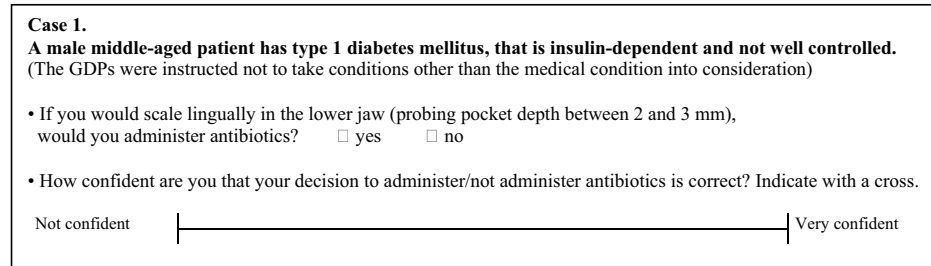 Case 1.
A male middle-aged patient has type 1 diabetes mellitus, that is insulin-dependent and not well controlled.
(The GDPs were instructed not to take conditions other than the medical condition into consideration)
• If you would scale lingually in the lower jaw (probing pocket depth between 2 and 3 mm),
would you administer antibiotics? □ yes □ no
• How confident are you that your decision to administer/not administer antibiotics is correct? Indicate with a cross.
Not confident Very confident